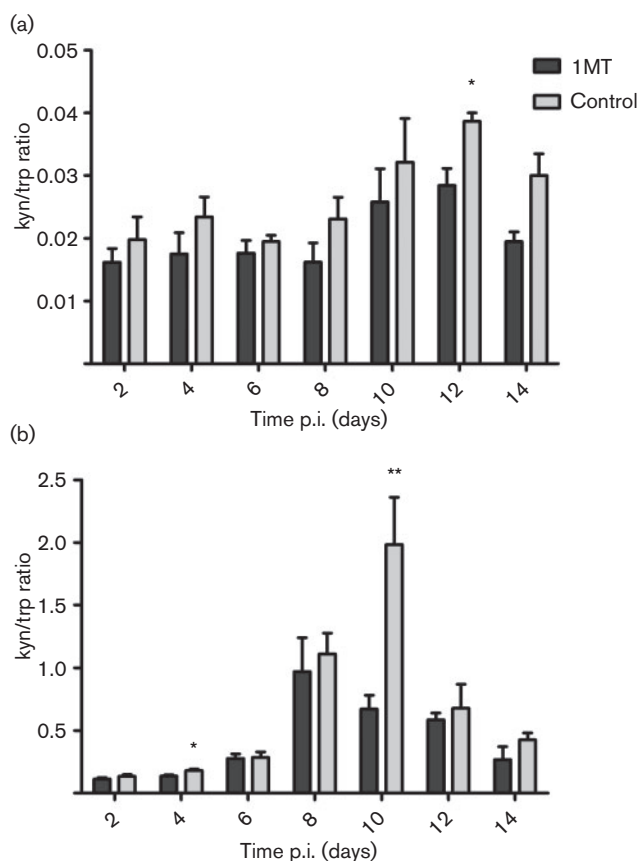 (a)
0.05
0.04
0.03
0.02
0.01
kyn/trp ratio
*
1MT
Control
2 4 6 8 10 12 14
Time p.i. (days)
(b)
2.5
2.0
1.5
1.0
0.5
kyn/trp ratio
*
**
2 4 6 8 10 12 14
Time p.i. (days)